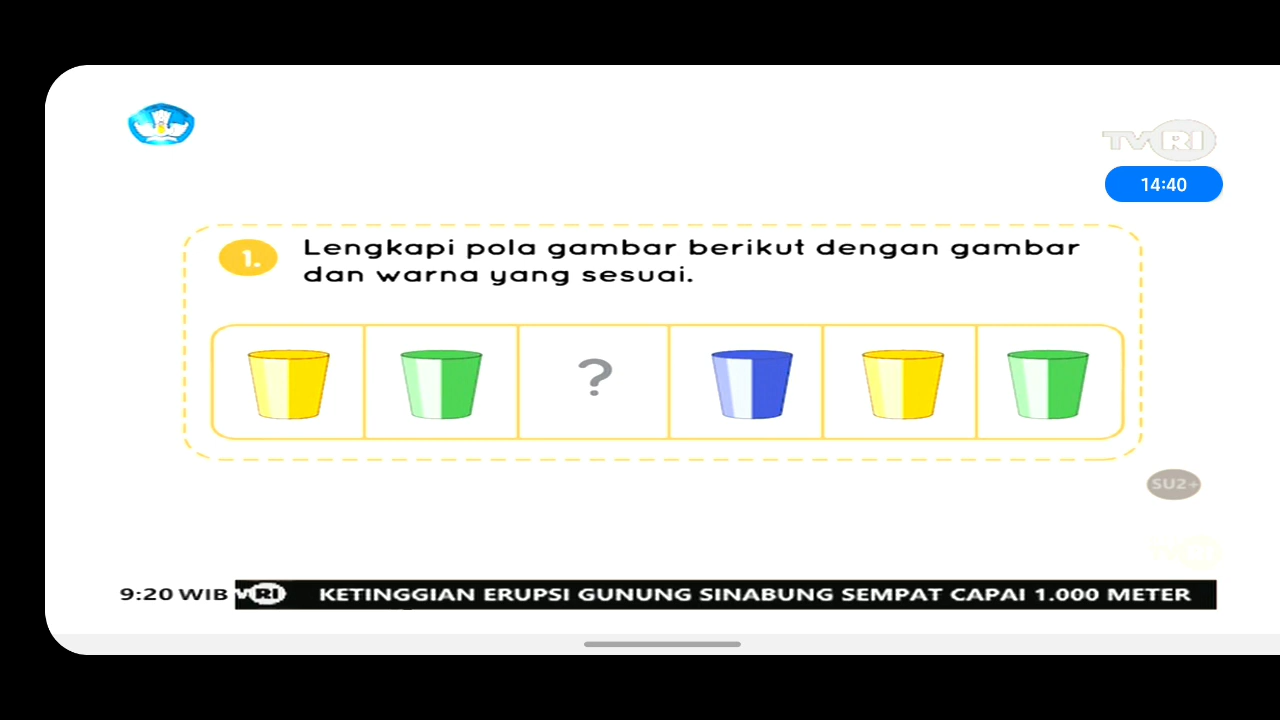 TVRI
14:40
1.
Lengkapi pola gambar berikut dengan gambar
dan warna yang sesuai.
?
SU2+
9:20 WIB
KETINGGIAN ERUPSI GUNUNG SINABUNG SEMPAT CAPAI 1.000 METER